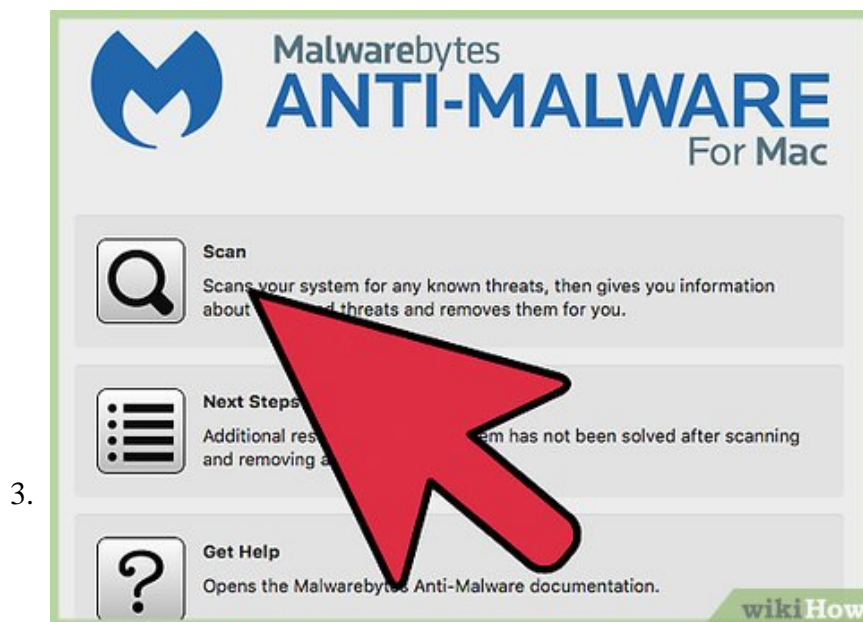 Malwarebytes
ANTI-MALWARE
For Mac
Scan
Scans your system for any known threats, then gives you information
about threats and removes them for you.
Next Steps
Additional has not been solved after scanning
and removing
3.
Get Help
Opens the Malwarebytes Anti-Malware documentation.
wikiHow